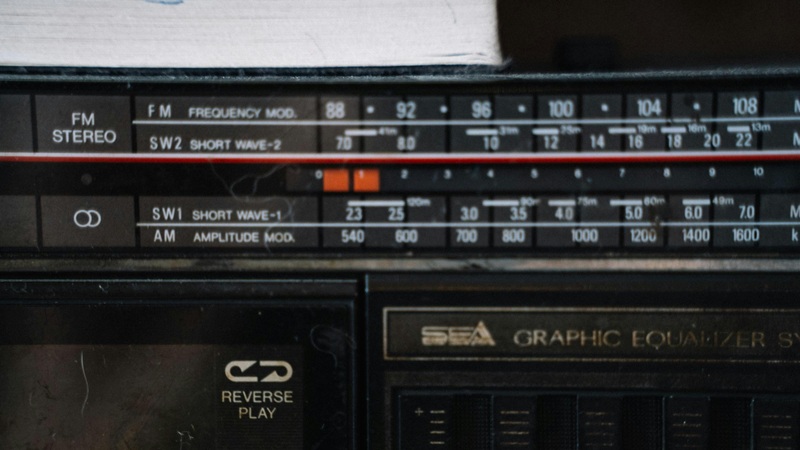 FM STEREO
FM FREQUENCY MOD. 88 • 92 • 96 • 100 • 104 • 108 M
41m 31m 25m 19m 16m 13m
SW2 SHORT WAVE-2 7.0 8.0 10 12 14 16 18 20 22
0 1 2 3 4 5 6 7 8 9 10
120m 90m 75m 60m 49m
SW1 SHORT WAVE-1 2.3 2.5 3.0 3.5 4.0 5.0 6.0 7.0 M
AM AMPLITUDE MOD. 540 600 700 800 1000 1200 1400 1600 k
SEA GRAPHIC EQUALIZER SY
REVERSE
PLAY
+